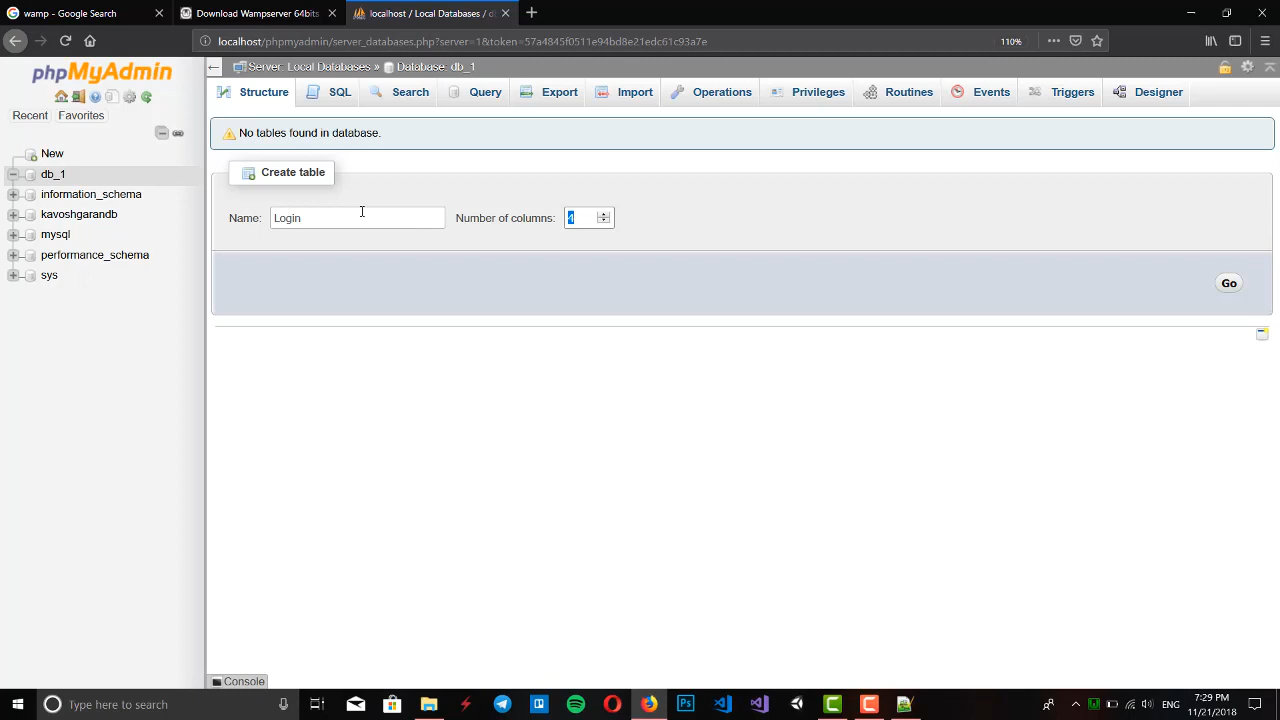 wamp - Google Search
Download Wampserver 64bits
localhost / Local Databases / d
localhost/phpmyadmin/server_databases.php?server=1&token=57a4845f0511e94bd8e21edc61c93a7e
110%
phpMyAdmin
Recent
Favorites
New
db_1
information_schema
kavoshgarandb
mysql
performance_schema
sys
Server: Local Databases » Database: db_1
Structure
SQL
Search
Query
Export
Import
Operations
Privileges
Routines
Events
Triggers
Designer
No tables found in database.
Create table
Name: Login
Number of columns: 4
Go
Console
Type here to search
Ps
ENG
7:29 PM
11/21/2018